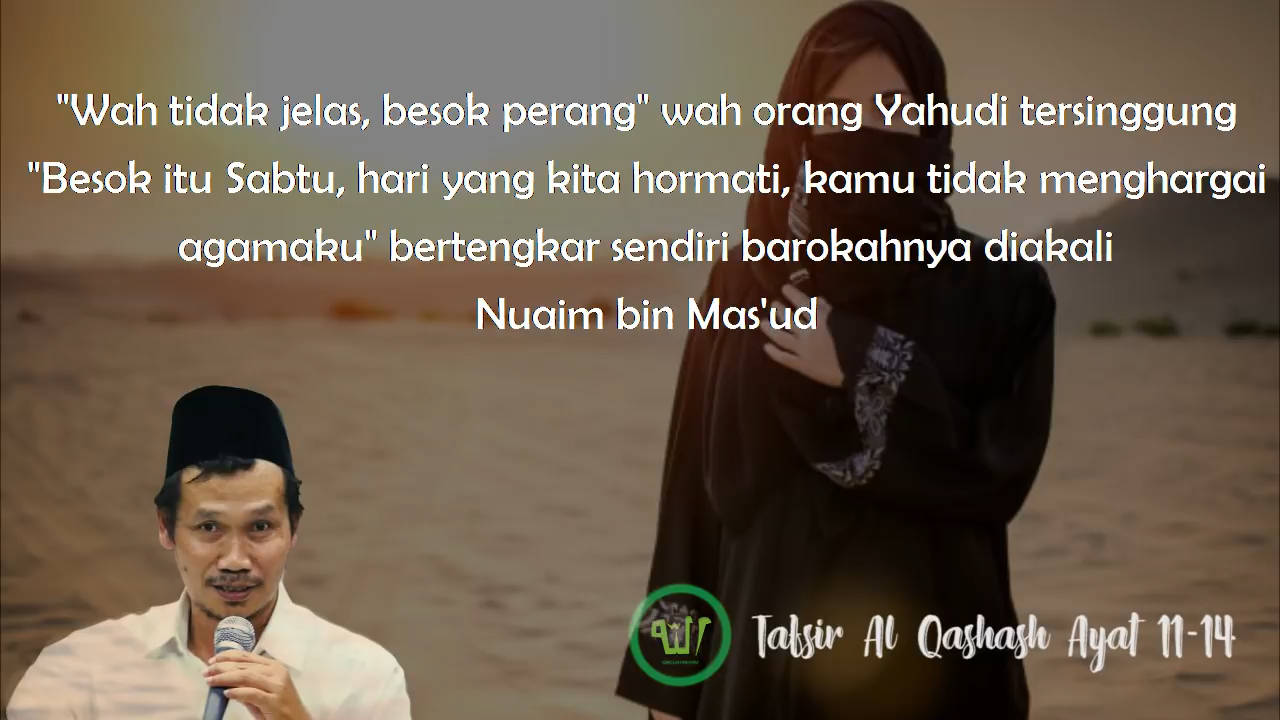 "Wah tidak jelas, besok perang" wah orang Yahudi tersinggung
"Besok itu Sabtu, hari yang kita hormati, kamu tidak menghargai
agamaku" bertengkar sendiri barokahnya diakali
Nuaim bin Mas'ud
Tafsir Al Qashash Ayat 11-14